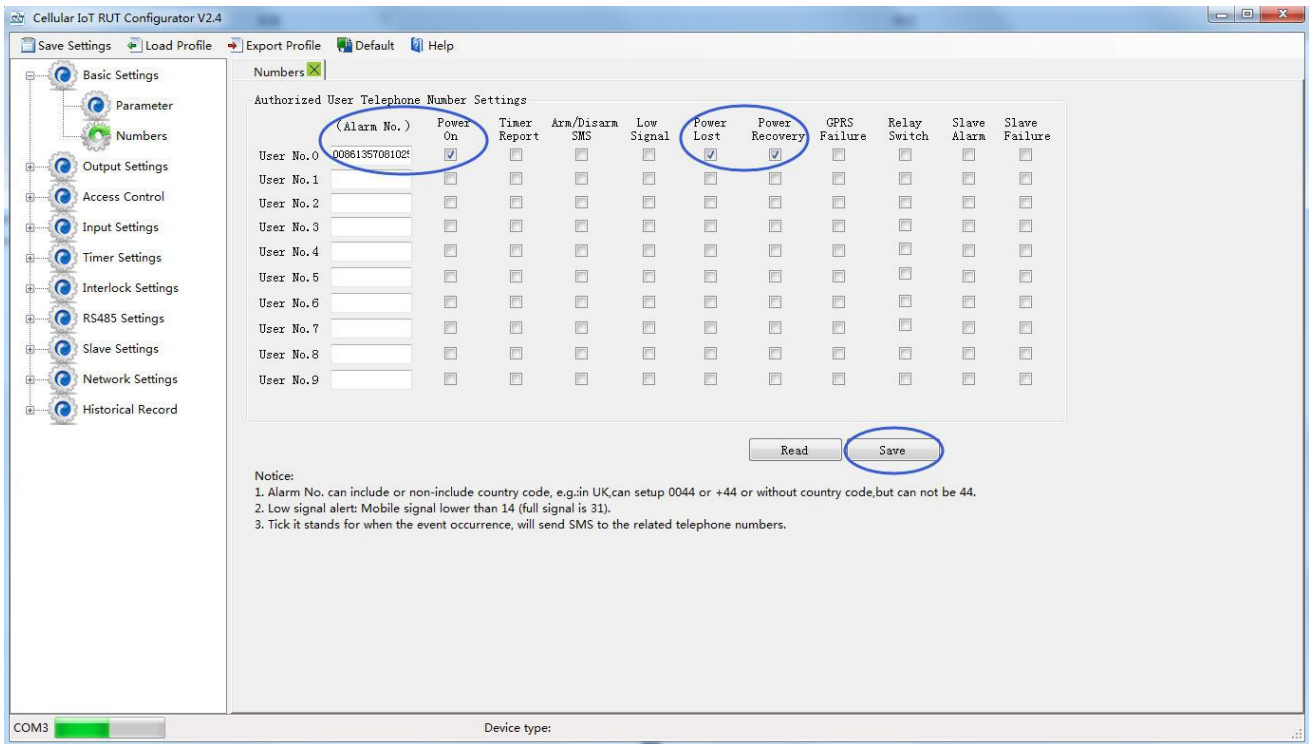 Cellular IoT RUT Configurator V2.4
Save Settings Load Profile Export Profile Default Help
Basic Settings
Parameter
Numbers
Output Settings
Access Control
Input Settings
Timer Settings
Interlock Settings
RS485 Settings
Slave Settings
Network Settings
Historical Record
Numbers
Authorized User Telephone Number Settings
(Alarm No.) Power On Timer Report Arm/Disarm SMS Low Signal Power Lost Power Recovery GPRS Failure Relay Switch Slave Alarm Slave Failure
User No.0 0086135708102
User No.1
User No.2
User No.3
User No.4
User No.5
User No.6
User No.7
User No.8
User No.9
Read Save
Notice:
1. Alarm No. can include or non-include country code, e.g.:in UK,can setup 0044 or +44 or without country code,but can not be 44.
2. Low signal alert: Mobile signal lower than 14 (full signal is 31).
3. Tick it stands for when the event occurrence, will send SMS to the related telephone numbers.
COM3 Device type: